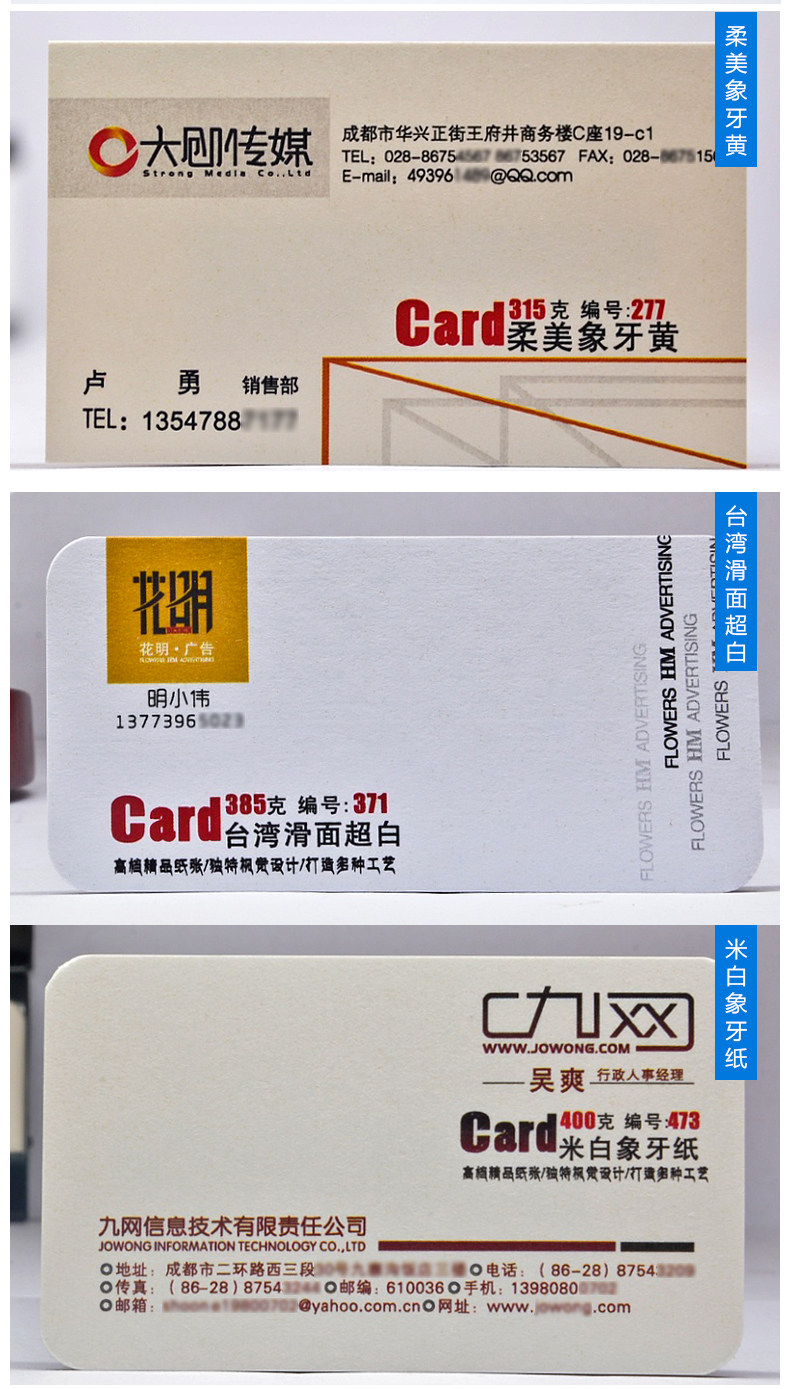 柔美象牙黄
大创传媒
Strong Media Co.,Ltd
成都市华兴正街王府井商务楼C座19-c1
TEL: 028-8675 53567 FAX: 028-
E-mail: 49396 @QQ.com
Card 315克 编号:277
柔美象牙黄
卢 勇 销售部
TEL: 13547887
台湾滑面超白
花明
花明·广告
FLOWERS HM ADVERTISING
明小伟
1377396
FLOWERS HM ADVERTISING
FLOWERS HM ADVERTISING
FLOWERS HM ADVERTISING
FLOWERS HM ADVERTISING
Card 385克 编号:371
台湾滑面超白
高档精品纸张/独特视觉设计/打造多种工艺
米白象牙纸
九网
WWW.JOWONG.COM
吴爽 行政人事经理
Card 400克 编号:473
米白象牙纸
高档精品纸张/独特视觉设计/打造多种工艺
九网信息技术有限责任公司
JOWONG INFORMATION TECHNOLOGY CO.,LTD
地址：成都市二环路西三段 电话：(86-28) 8754
传真：(86-28) 8754 邮编：610036 手机：1398080
邮箱： @yahoo.com.cn 网址：www. .com